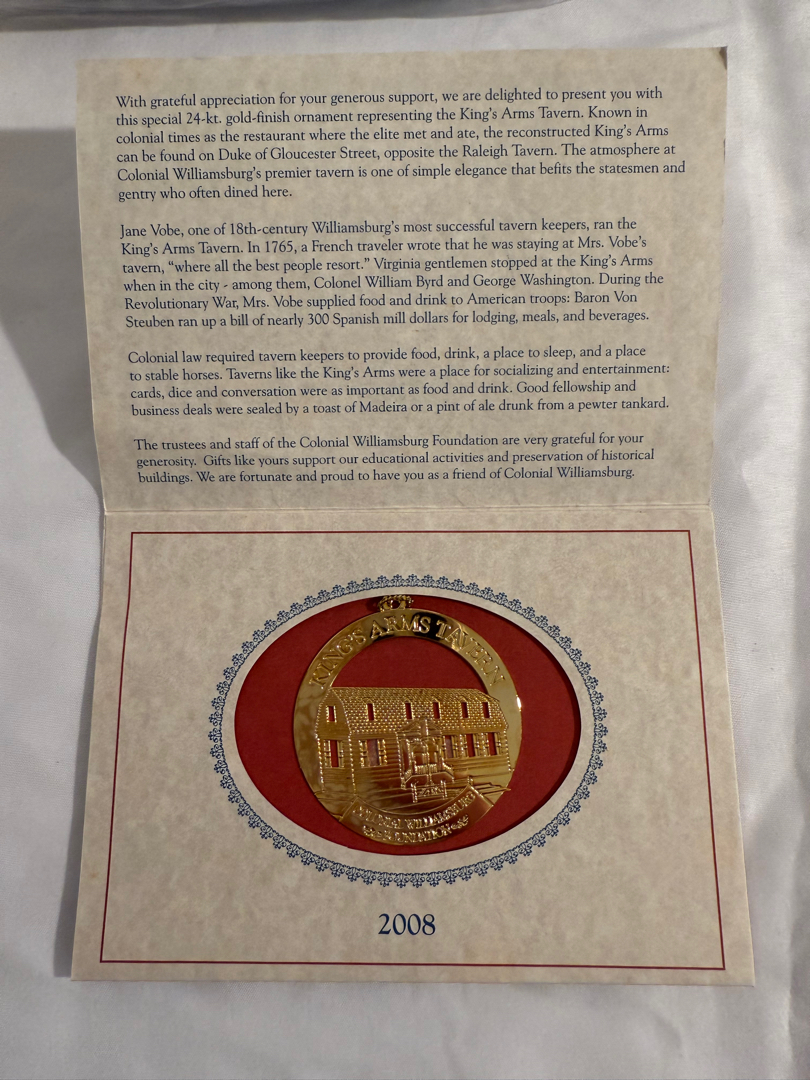 With grateful appreciation for your generous support, we are delighted to present you with
this special 24-kt. gold-finish ornament representing the King's Arms Tavern. Known in
colonial times as the restaurant where the elite met and ate, the reconstructed King's Arms
can be found on Duke of Gloucester Street, opposite the Raleigh Tavern. The atmosphere at
Colonial Williamsburg's premier tavern is one of simple elegance that befits the statesmen and
gentry who often dined here.
Jane Vobe, one of 18th-century Williamsburg's most successful tavern keepers, ran the
King's Arms Tavern. In 1765, a French traveler wrote that he was staying at Mrs. Vobe's
tavern, “where all the best people resort.” Virginia gentlemen stopped at the King's Arms
when in the city - among them, Colonel William Byrd and George Washington. During the
Revolutionary War, Mrs. Vobe supplied food and drink to American troops: Baron Von
Steuben ran up a bill of nearly 300 Spanish mill dollars for lodging, meals, and beverages.
Colonial law required tavern keepers to provide food, drink, a place to sleep, and a place
to stable horses. Taverns like the King's Arms were a place for socializing and entertainment:
cards, dice and conversation were as important as food and drink. Good fellowship and
business deals were sealed by a toast of Madeira or a pint of ale drunk from a pewter tankard.
The trustees and staff of the Colonial Williamsburg Foundation are very grateful for your
generosity. Gifts like yours support our educational activities and preservation of historical
buildings. We are fortunate and proud to have you as a friend of Colonial Williamsburg.
KING'S ARMS TAVERN
COLONIAL WILLIAMSBURG
FOUNDATION
2008